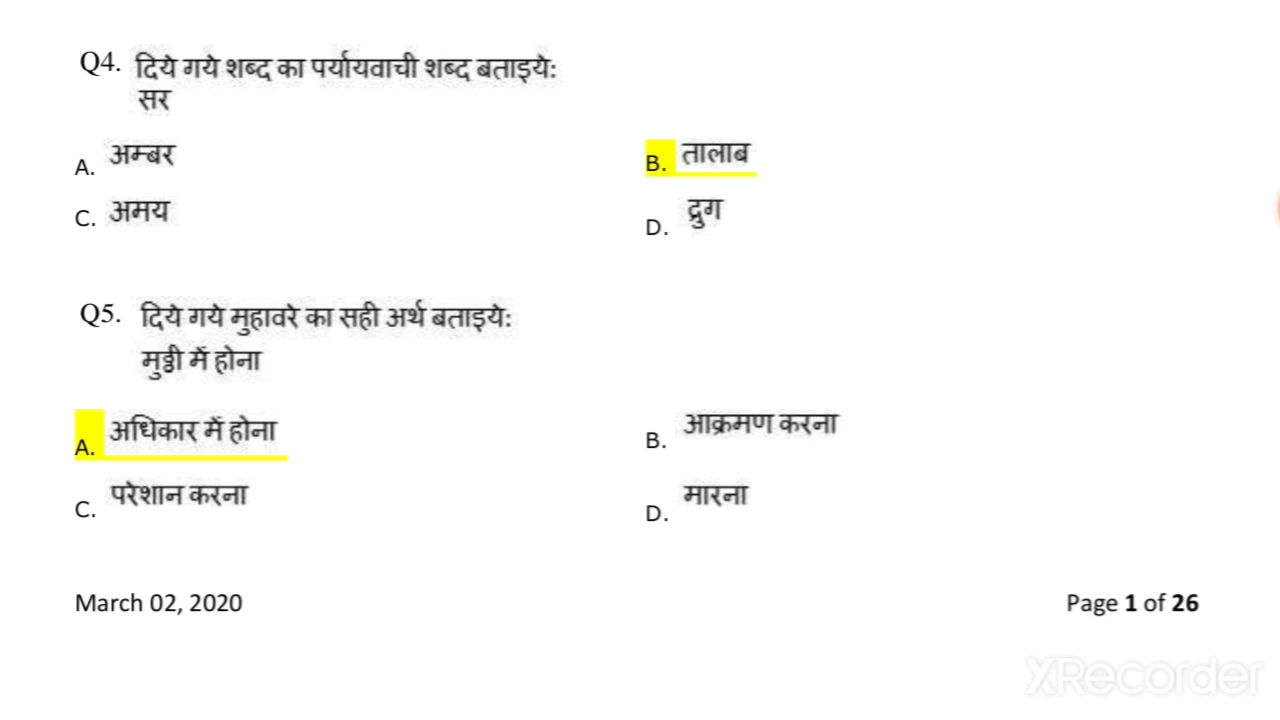 Q4. दिये गये शब्द का पर्यायवाची शब्द बताइये:
सर
A. अम्बर
B. तालाब
C. अमय
D. द्रुग
Q5. दिये गये मुहावरे का सही अर्थ बताइये:
मुठ्ठी में होना
A. अधिकार में होना
B. आक्रमण करना
C. परेशान करना
D. मारना
March 02, 2020
Page 1 of 26
XRecorder